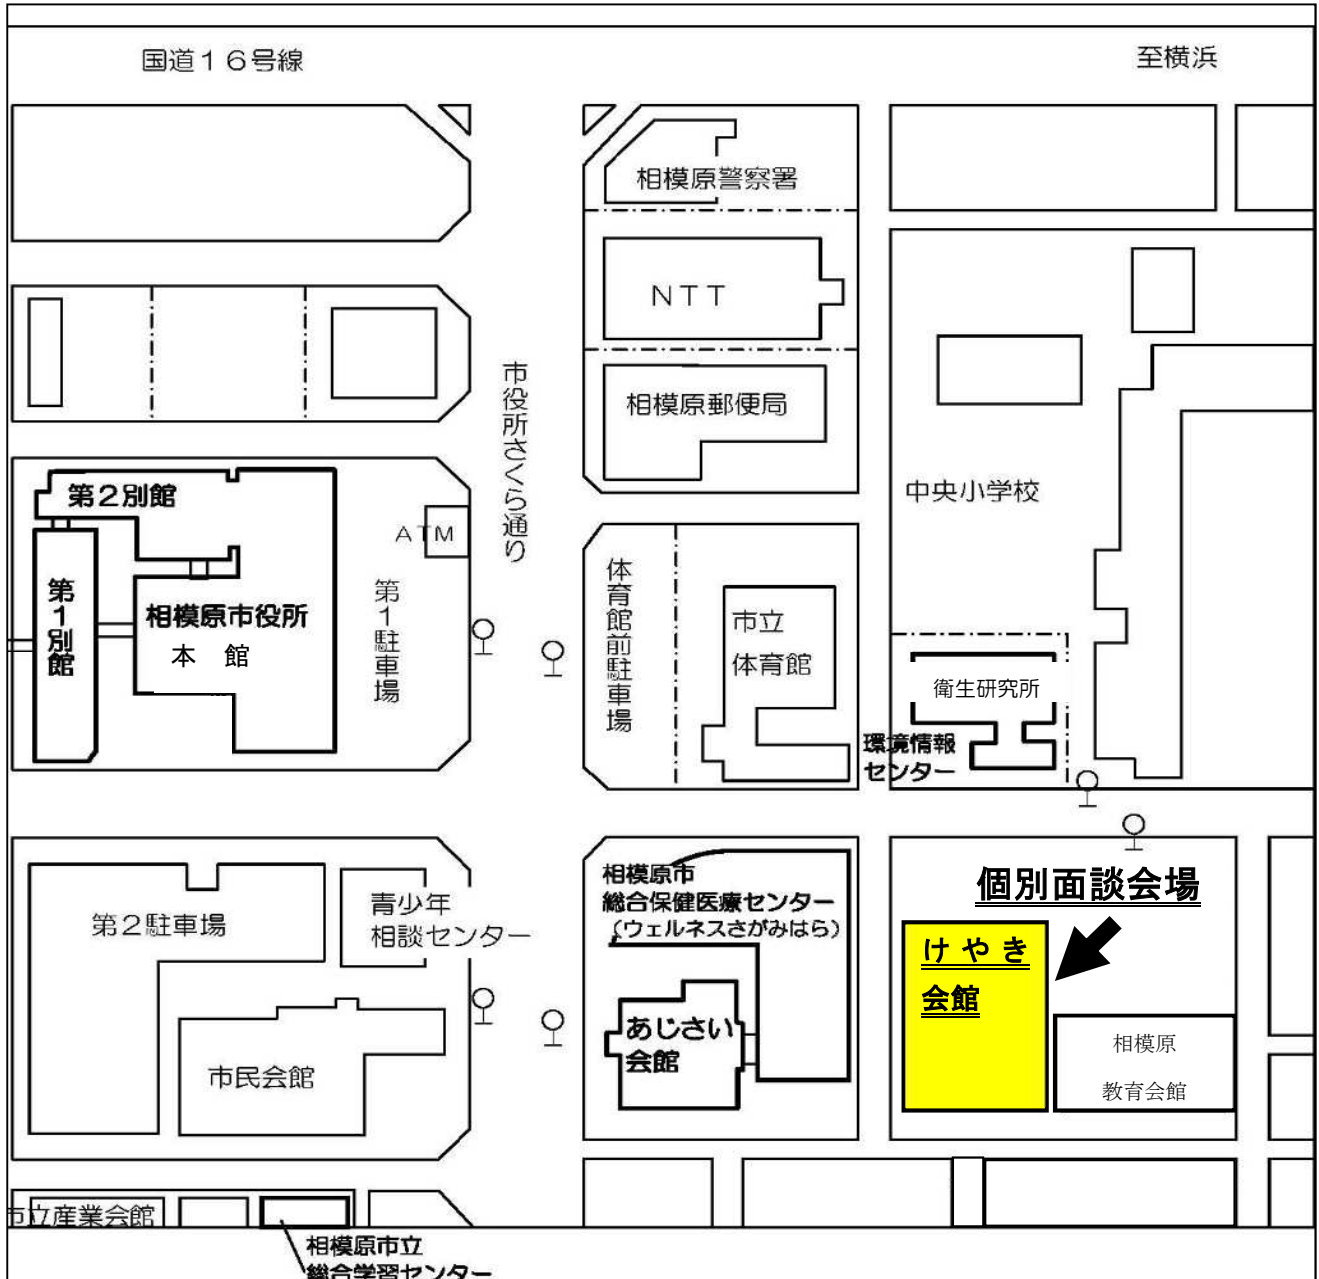 国道１６号線
至横浜
相模原警察署
ＮＴＴ
相模原郵便局
市役所さくら通り
中央小学校
第２別館
ＡＴＭ
第１別館
相模原市役所
本　館
第１駐車場
体育館前駐車場
市立
体育館
衛生研究所
環境情報
センター
第２駐車場
青少年
相談センター
市民会館
相模原市
総合保健医療センター
（ウェルネスさがみはら）
あじさい
会館
個別面談会場
けやき
会館
相模原
教育会館
市立産業会館
相模原市立
総合学習センター